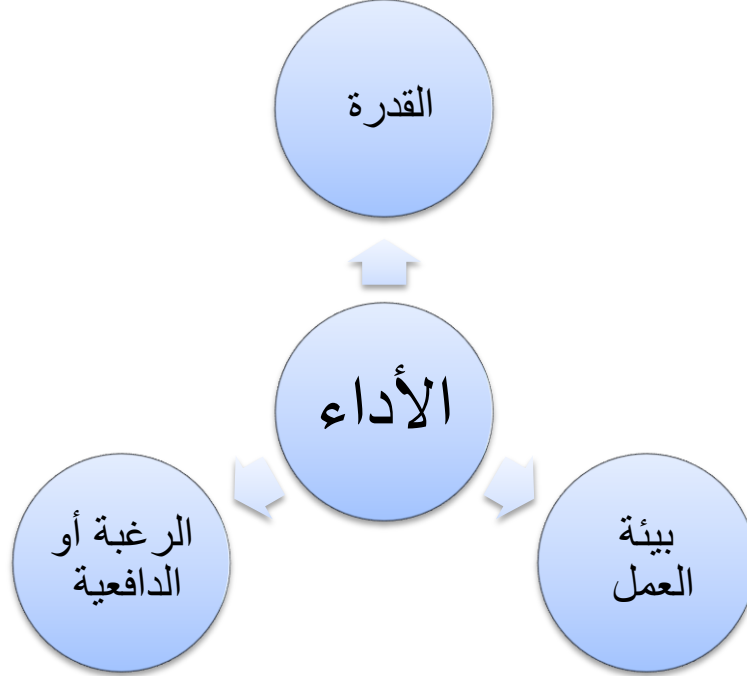 القدرة
الأداء
بيئة
العمل
الرغبة أو
الدافعية